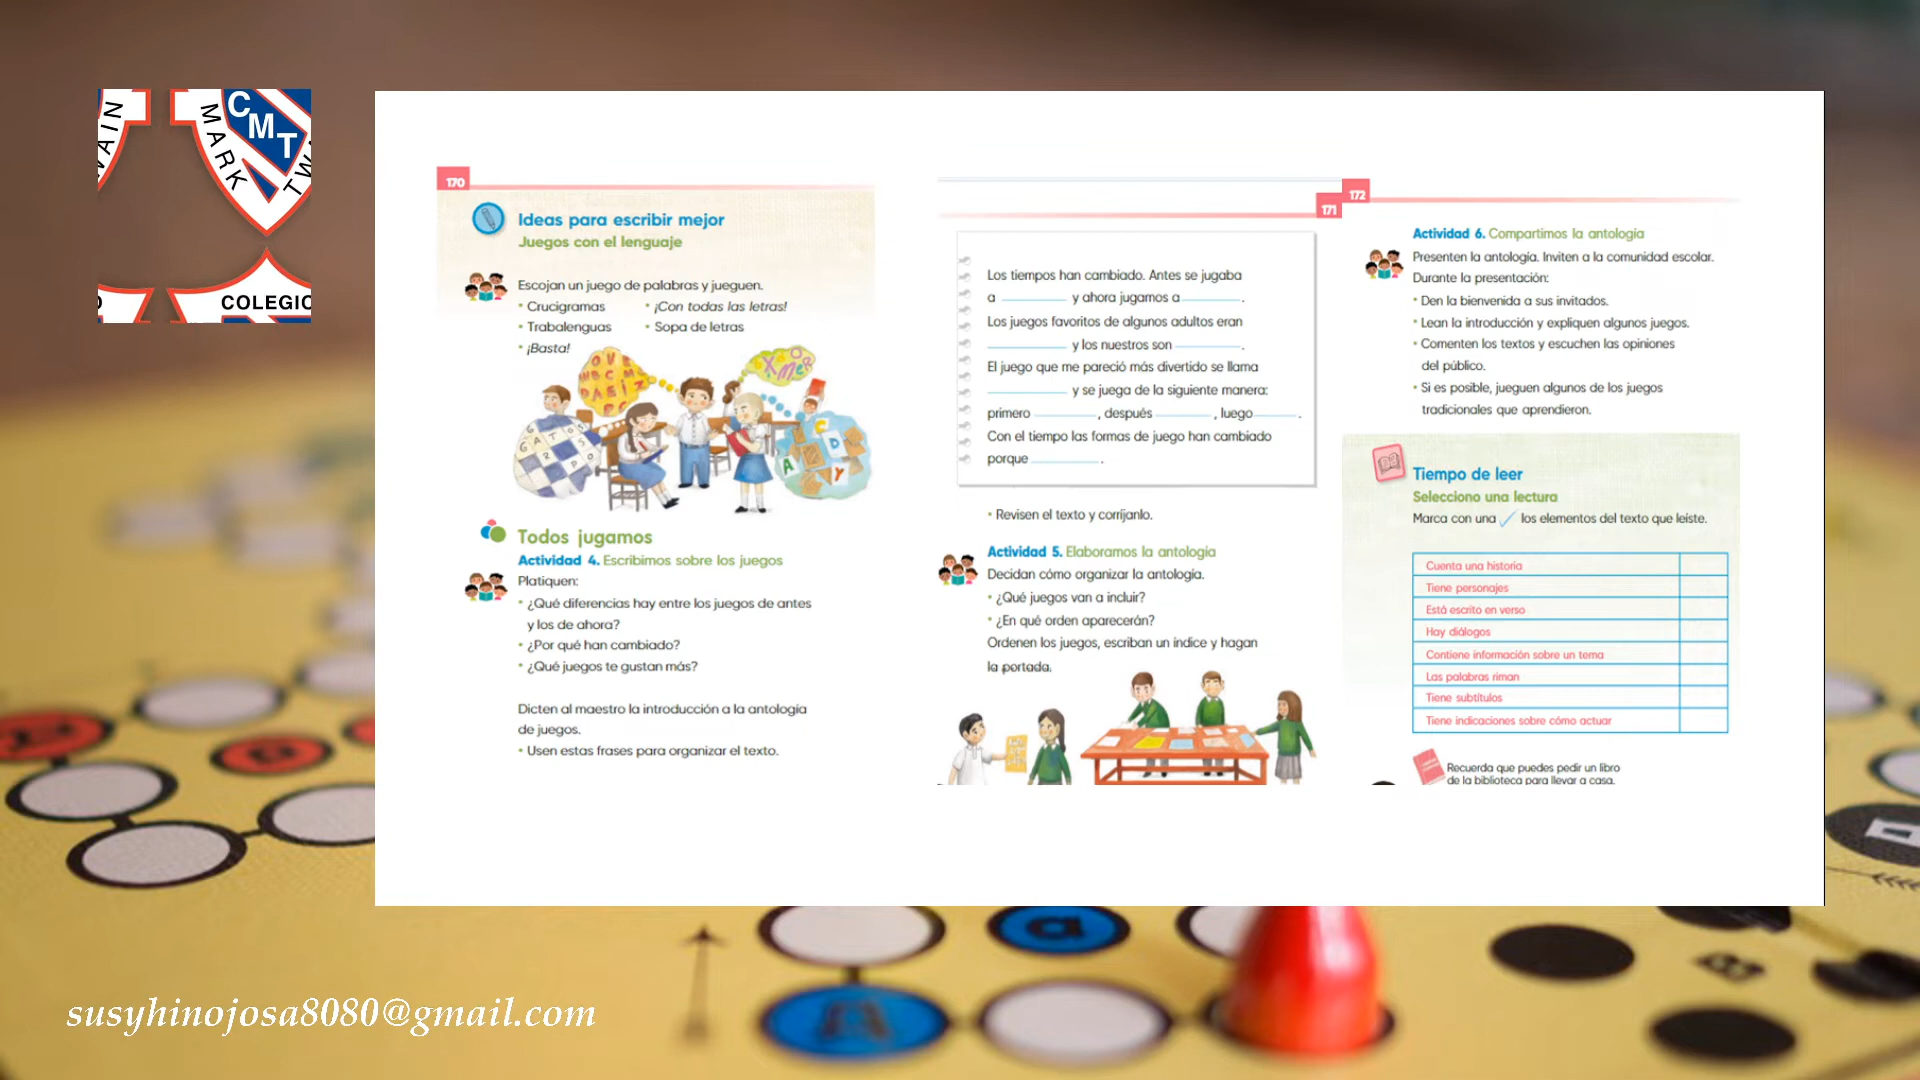 WAIN
MARK
TW
C
M
T
COLEGIO
170
Ideas para escribir mejor
Juegos con el lenguaje
Escojan un juego de palabras y jueguen.
• Crucigramas
• ¡Con todas las letras!
• Trabalenguas
• Sopa de letras
• ¡Basta!
Todos jugamos
Actividad 4. Escribimos sobre los juegos
Platiquen:
• ¿Qué diferencias hay entre los juegos de antes
y los de ahora?
• ¿Por qué han cambiado?
• ¿Qué juegos te gustan más?
Dicten al maestro la introducción a la antología
de juegos.
• Usen estas frases para organizar el texto.
171
Los tiempos han cambiado. Antes se jugaba
a ________ y ahora jugamos a ________.
Los juegos favoritos de algunos adultos eran
________ y los nuestros son ________.
El juego que me pareció más divertido se llama
________ y se juega de la siguiente manera:
primero ________, después ________, luego ________.
Con el tiempo las formas de juego han cambiado
porque ________.
• Revisen el texto y corríjanlo.
Actividad 5. Elaboramos la antología
Decidan cómo organizar la antología.
• ¿Qué juegos van a incluir?
• ¿En qué orden aparecerán?
Ordenen los juegos, escriban un índice y hagan
la portada.
172
Actividad 6. Compartimos la antología
Presenten la antología. Inviten a la comunidad escolar.
Durante la presentación:
• Den la bienvenida a sus invitados.
• Lean la introducción y expliquen algunos juegos.
• Comenten los textos y escuchen las opiniones
del público.
• Si es posible, jueguen algunos de los juegos
tradicionales que aprendieron.
Tiempo de leer
Selecciono una lectura
Marca con una ✓ los elementos del texto que leíste.
Cuenta una historia
Tiene personajes
Está escrito en verso
Hay diálogos
Contiene información sobre un tema
Las palabras riman
Tiene subtítulos
Tiene indicaciones sobre cómo actuar
Recuerda que puedes pedir un libro
de la biblioteca para llevar a casa.
susyhinojosa8080@gmail.com